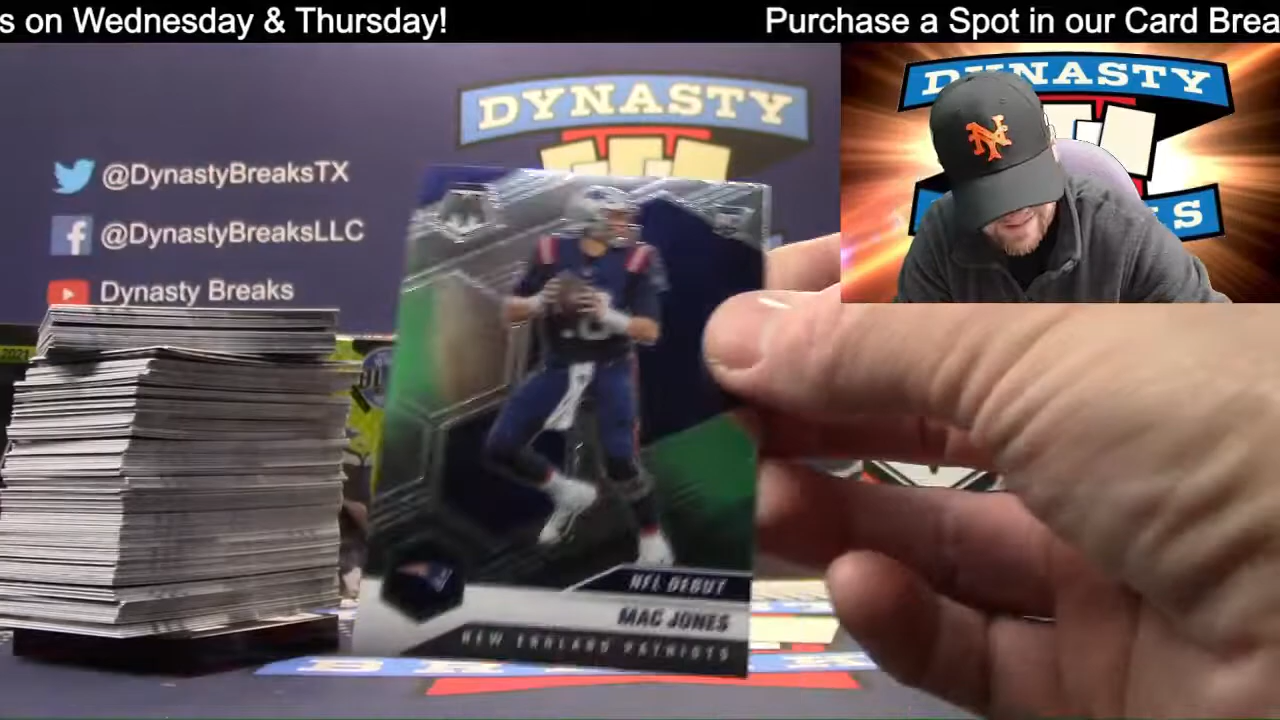 s on Wednesday & Thursday!
Purchase a Spot in our Card Brea
DYNASTY
DYNASTY
@DynastyBreaksTX
S
@DynastyBreaksLLC
Dynasty Breaks
2021
NFL DEBUT
MAC JONES
NEW ENGLAND PATRIOTS